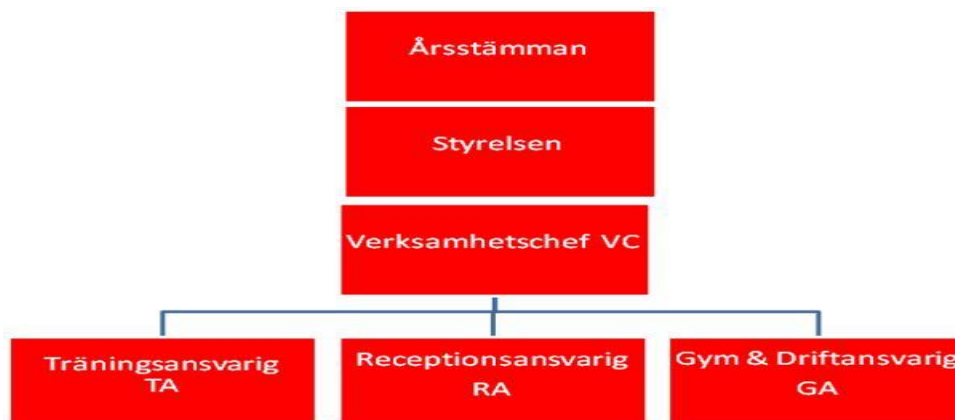 Årsstämman
Styrelsen
Verksamhetschef VC
Träningsansvarig
TA
Receptionsansvarig
RA
Gym & Driftansvarig
GA